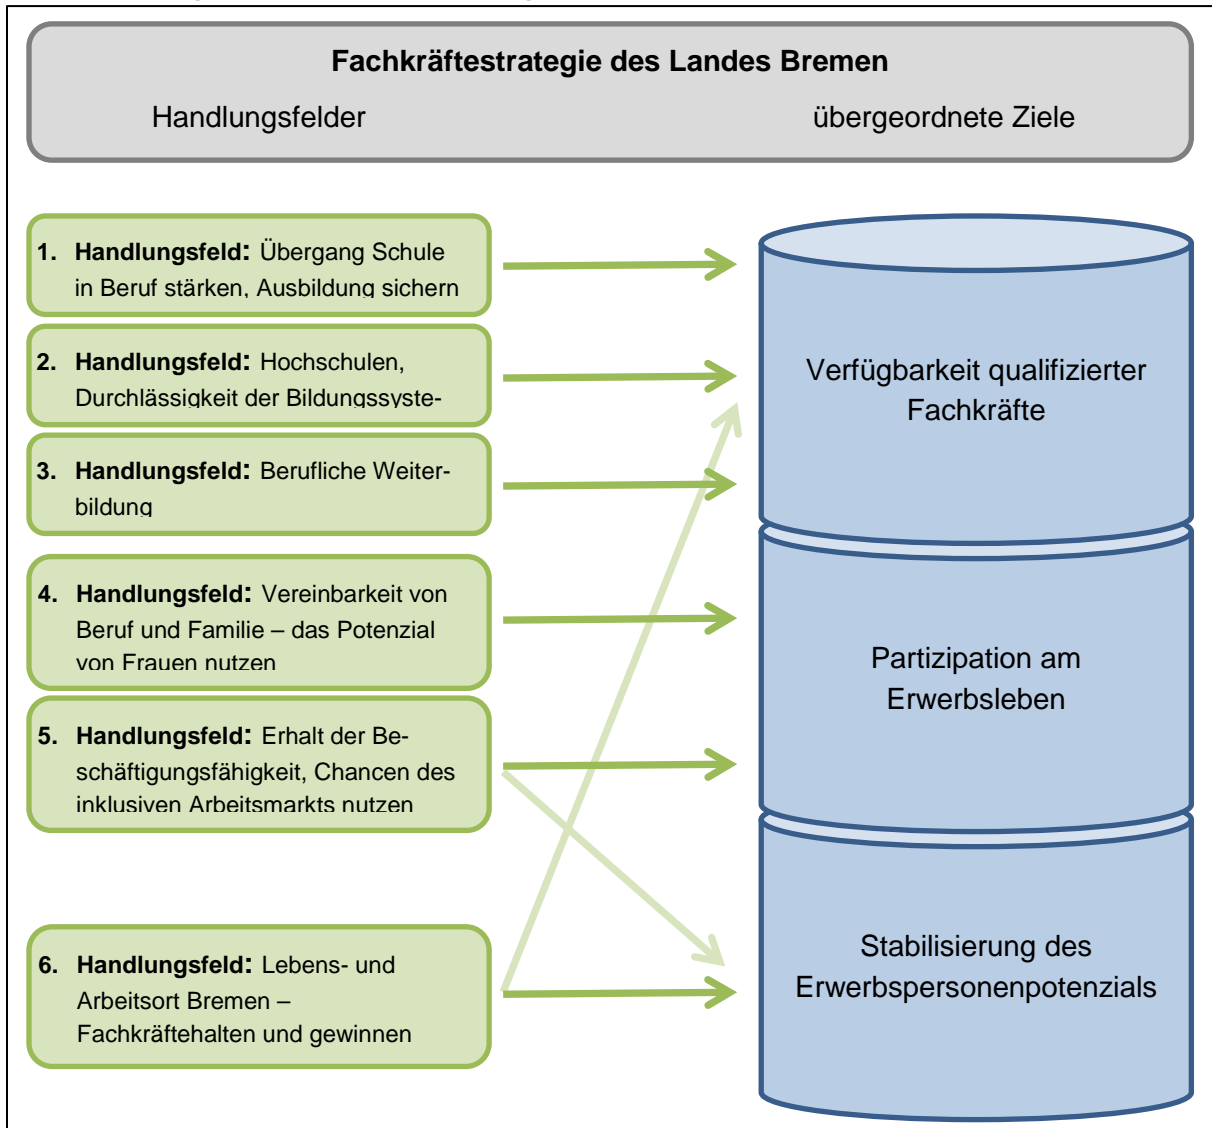 Fachkräftestrategie des Landes Bremen
Handlungsfelder
übergeordnete Ziele
1. Handlungsfeld: Übergang Schule
in Beruf stärken, Ausbildung sichern
2. Handlungsfeld: Hochschulen,
Durchlässigkeit der Bildungssyste-
3. Handlungsfeld: Berufliche Weiter-
bildung
4. Handlungsfeld: Vereinbarkeit von
Beruf und Familie – das Potenzial
von Frauen nutzen
5. Handlungsfeld: Erhalt der Be-
schäftigungsfähigkeit, Chancen des
inklusiven Arbeitsmarkts nutzen
6. Handlungsfeld: Lebens- und
Arbeitsort Bremen –
Fachkräftehalten und gewinnen
Verfügbarkeit qualifizierter
Fachkräfte
Partizipation am
Erwerbsleben
Stabilisierung des
Erwerbspersonenpotenzials